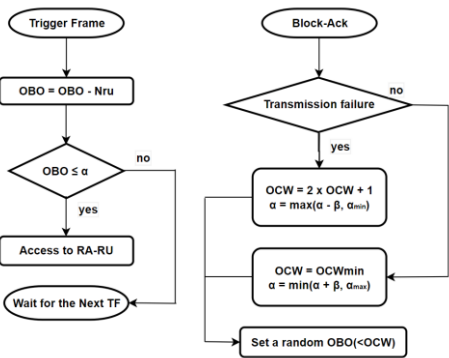 Trigger Frame
OBO = OBO - Nru
OBO ≤ α
no
yes
Access to RA-RU
Wait for the Next TF
Block-Ack
Transmission failure
no
yes
OCW = 2 x OCW + 1
α = max(α - β, αmin)
OCW = OCWmin
α = min(α + β, αmax)
Set a random OBO(<OCW)